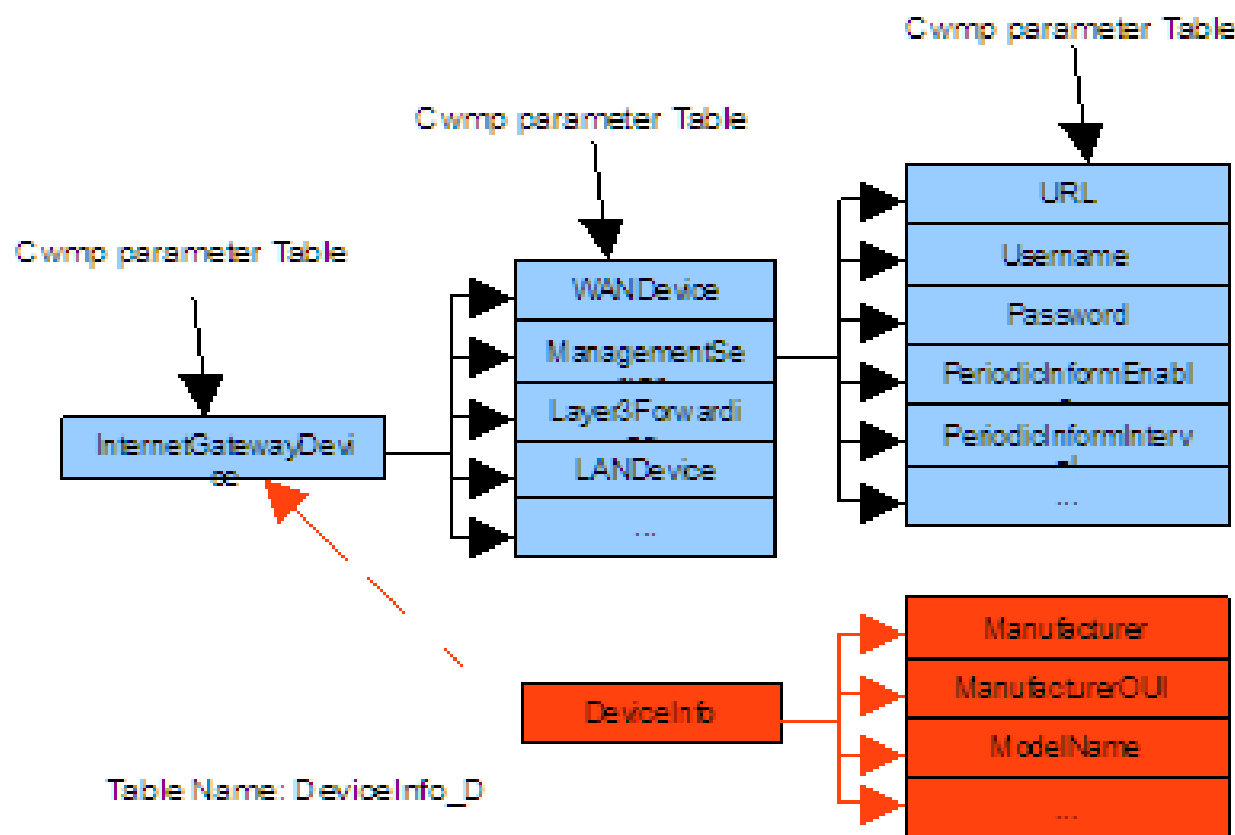 Cwmp parameter Table
Cwmp parameter Table
Cwmp parameter Table
InternetGatewayDevi
ce
WANDevice
ManagementSe
Layer3Forwardi
LANDevice
...
URL
Username
Password
PeriodicInformEnabl
PeriodicInformInterv
...
DeviceInfo
Manufacturer
ManufacturerOUI
ModelName
...
Table Name: DeviceInfo_D